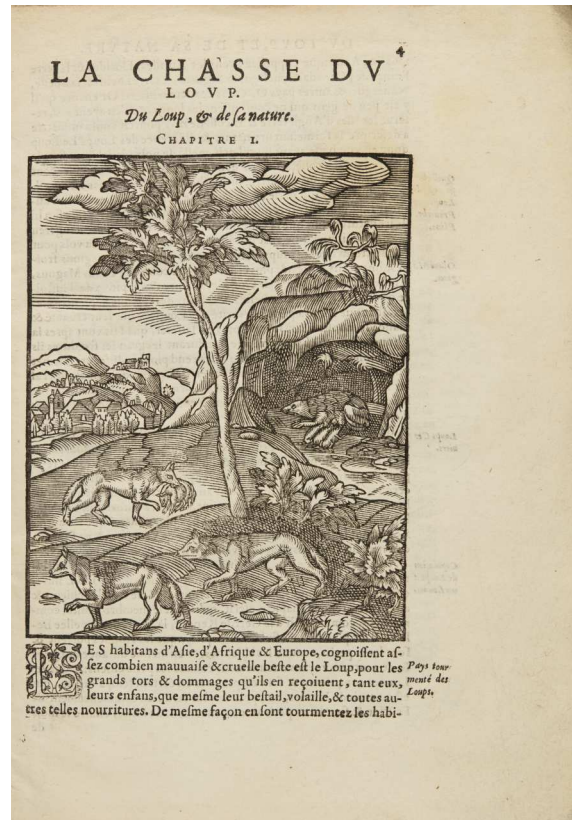 4
LA CHASSE DV
LOVP.
Du Loup, & de sa nature.
CHAPITRE I.
LES habitans d'Asie, d'Afrique & Europe, cognoissent as-
sez combien mauuaise & cruelle beste est le Loup, pour les
grands tors & dommages qu'ils en reçoiuent, tant eux,
leurs enfans, que mesme leur bestail, volaille, & toutes au-
tres telles nourritures. De mesme façon en sont tourmentez les habi-
Pays tour
menté des
Loups.